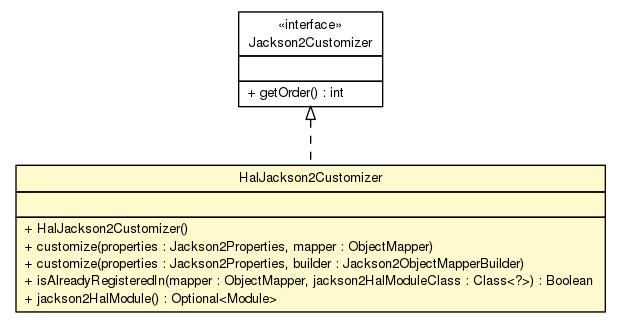 «interface»
Jackson2Customizer
+ getOrder() : int
HalJackson2Customizer
+ HalJackson2Customizer()
+ customize(properties : Jackson2Properties, mapper : ObjectMapper)
+ customize(properties : Jackson2Properties, builder : Jackson2ObjectMapperBuilder)
+ isAlreadyRegisteredIn(mapper : ObjectMapper, jackson2HalModuleClass : Class<?>) : Boolean
+ jackson2HalModule() : Optional<Module>